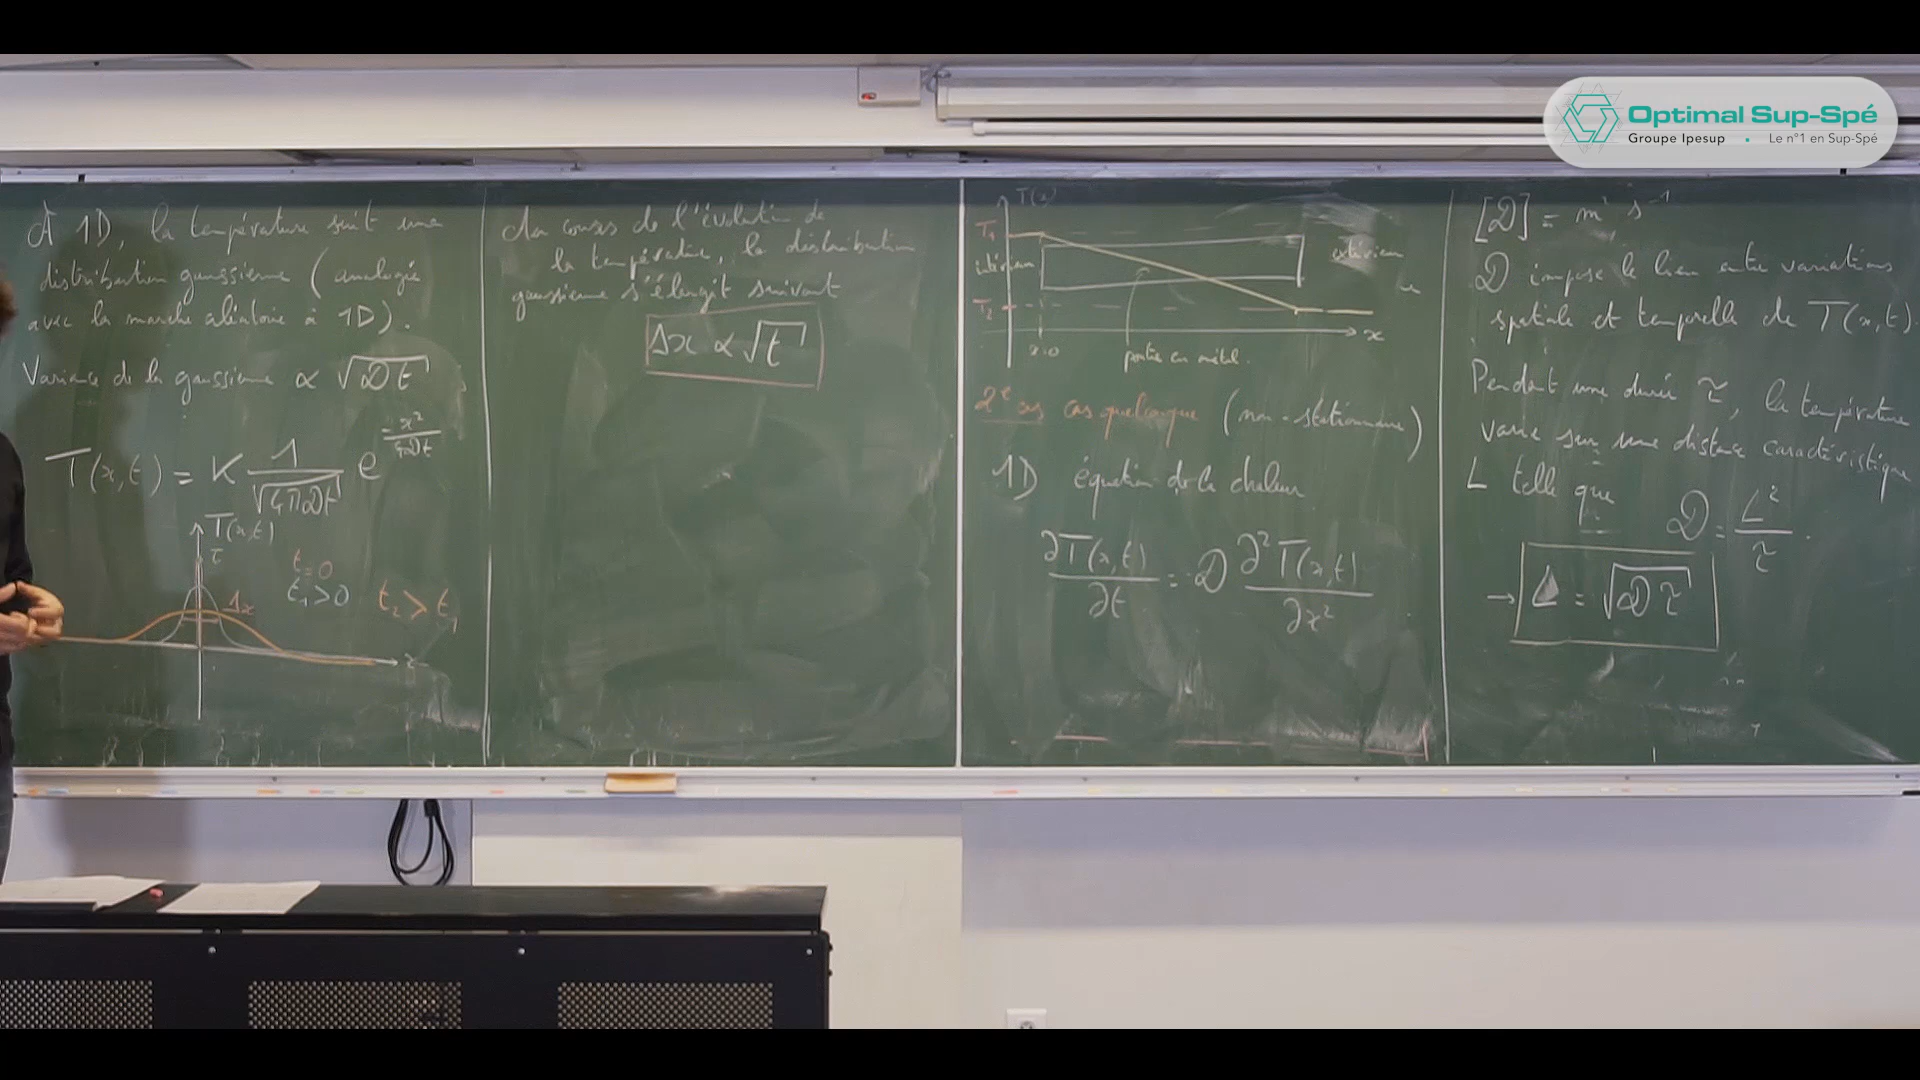 À 1D, la température suit une
distribution gaussienne (analogie
avec la marche aléatoire à 1D).
Variance de la gaussienne ∝ √(𝒟t)
T(x,t) = K 1/√(4π𝒟t) e^(-x²/4𝒟t)
T(x,t)
t=0
t₁>0
t₂ > t₁
Δx
x
Au cours de l'évolution de
la température, la distribution
gaussienne s'élargit suivant
Δx ∝ √t
T(x)
T₁
intérieur
extérieur
T₂
x=0
x
porte en métal.
2e cas cas quelconque (non-stationnaire)
1D équation de la chaleur
∂T(x,t)/∂t = 𝒟 ∂²T(x,t)/∂x²
[𝒟] = m² s⁻¹
𝒟 impose le lien entre variations
spatiale et temporelle de T(x,t).
Pendant une durée τ, la température
varie sur une distance caractéristique
L telle que
𝒟 = L²/τ.
→ L = √(𝒟τ)
Optimal Sup-Spé
Groupe Ipesup • Le n°1 en Sup-Spé